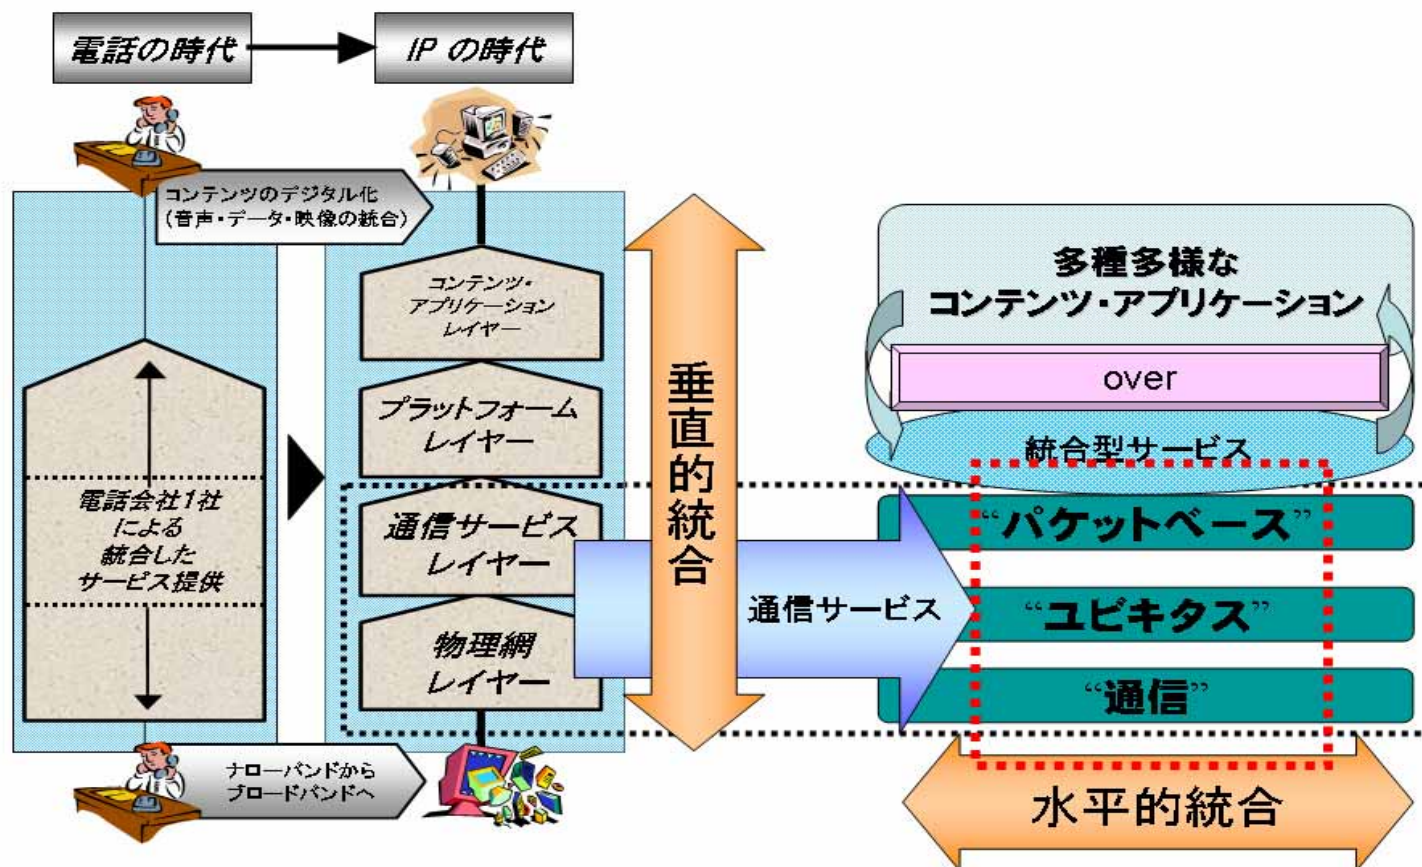 電話の時代
IP の時代
コンテンツのデジタル化
(音声・データ・映像の統合)
コンテンツ・
アプリケーション
レイヤー
プラットフォーム
レイヤー
電話会社1社
による
統合した
サービス提供
通信サービス
レイヤー
物理網
レイヤー
ナローバンドから
ブロードバンドへ
垂直的統合
通信サービス
多種多様な
コンテンツ・アプリケーション
over
統合型サービス
“パケットベース”
“ユビキタス”
“通信”
水平的統合